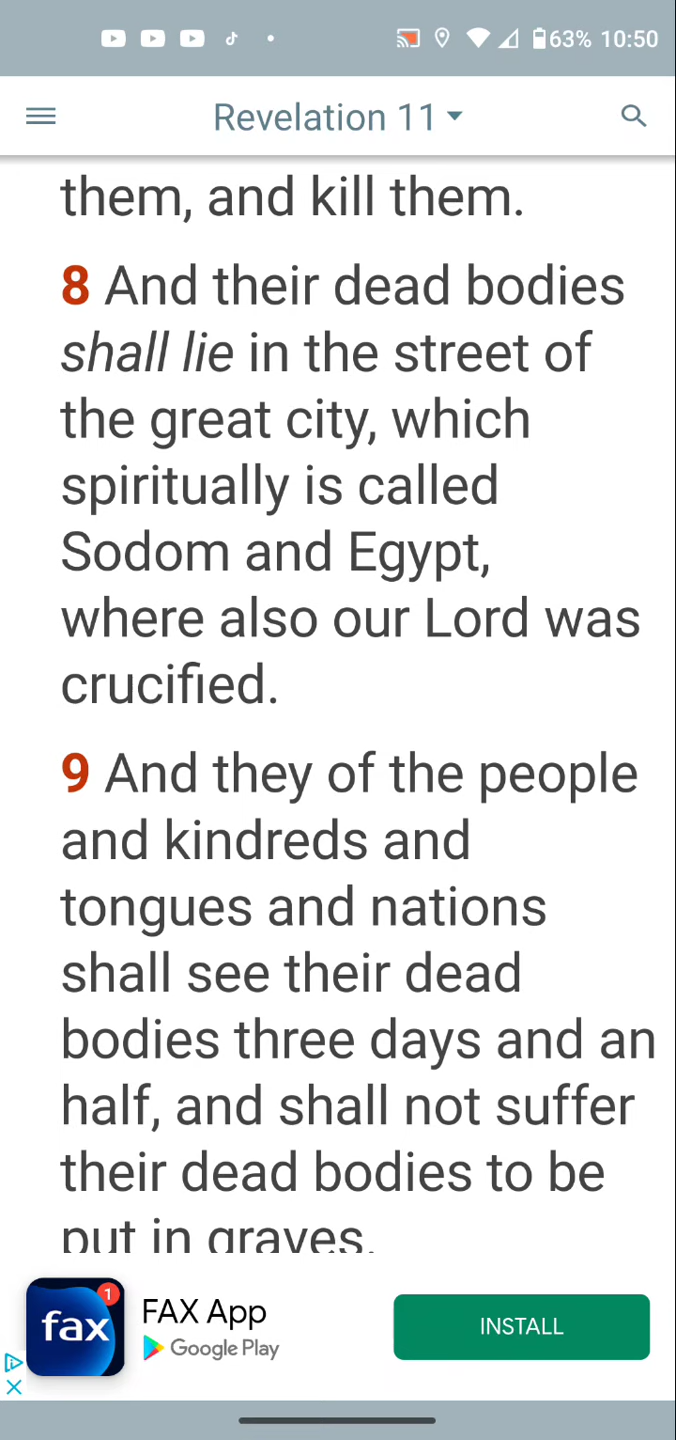 63% 10:50
Revelation 11
them, and kill them.
8 And their dead bodies
shall lie in the street of
the great city, which
spiritually is called
Sodom and Egypt,
where also our Lord was
crucified.
9 And they of the people
and kindreds and
tongues and nations
shall see their dead
bodies three days and an
half, and shall not suffer
their dead bodies to be
put in graves.
1
fax
FAX App
Google Play
INSTALL